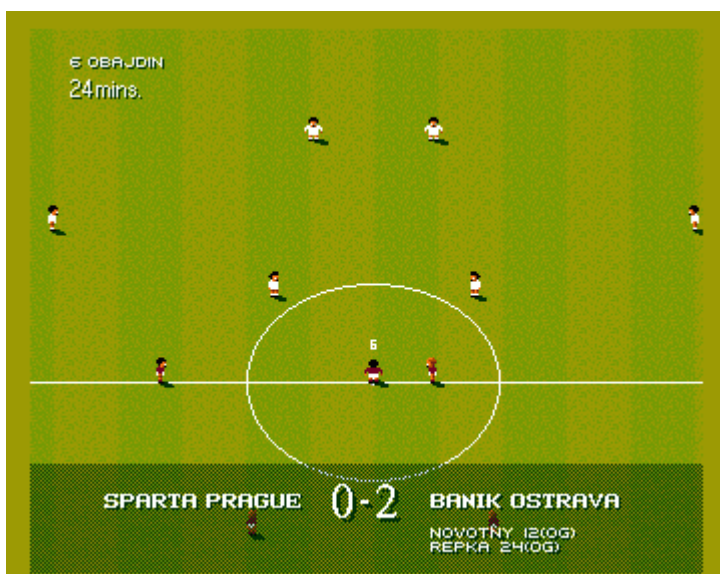 6 OBAJDIN
24mins.
6
SPARTA PRAGUE 0-2 BANIK OSTRAVA
NOVOTNY 12(OG)
REPKA 24(OG)